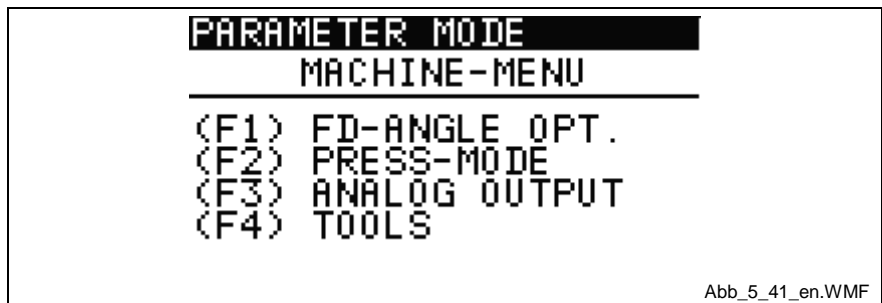 PARAMETER MODE
MACHINE-MENU
(F1) FD-ANGLE OPT.
(F2) PRESS-MODE
(F3) ANALOG OUTPUT
(F4) TOOLS
Abb_5_41_en.WMF